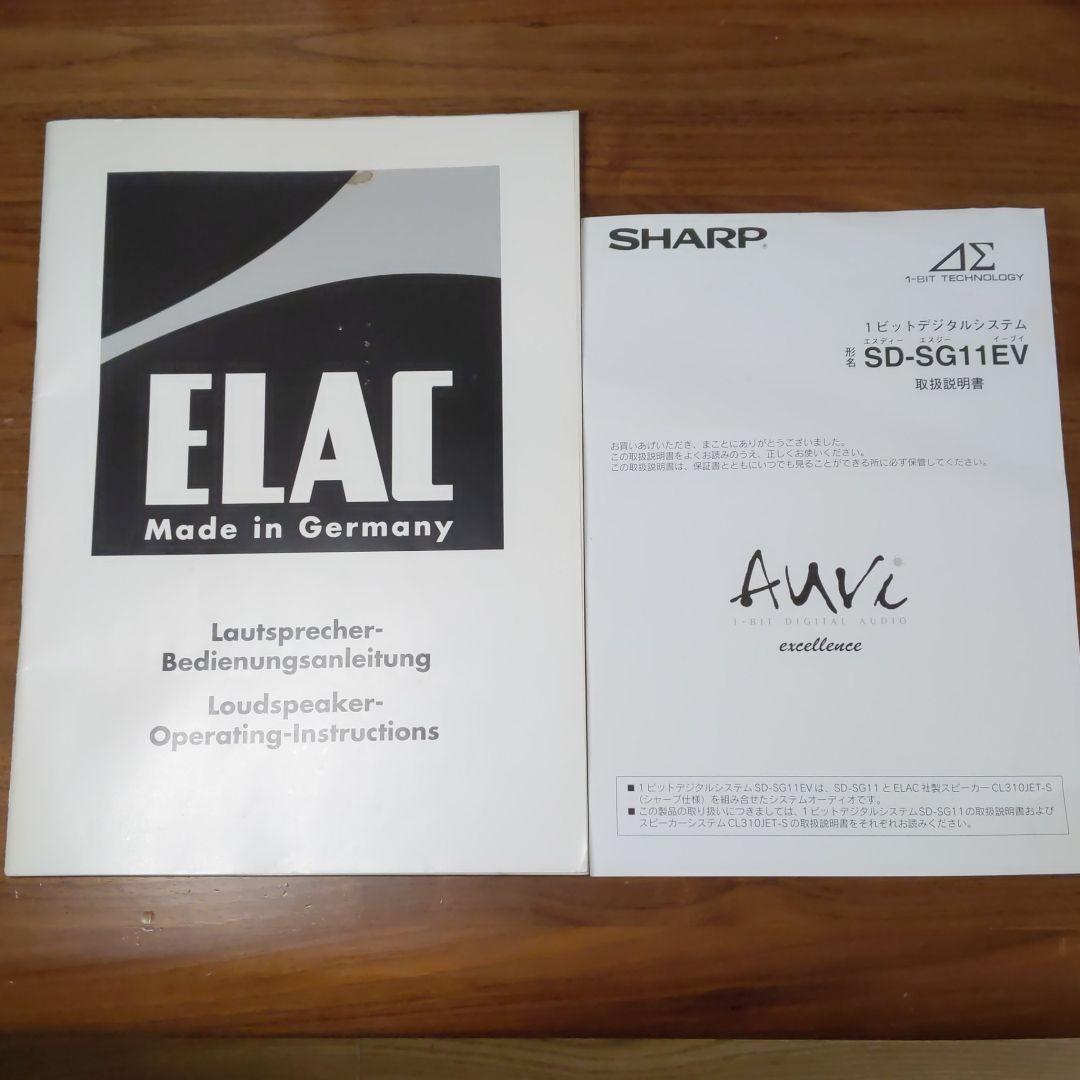 ELAC
Made in Germany
Lautsprecher-
Bedienungsanleitung
Loudspeaker-
Operating-Instructions
SHARP®
ΔΣ
1-BIT TECHNOLOGY
1ビットデジタルシステム
エスディー エスジー イーブイ
形名 SD-SG11EV
取扱説明書
お買いあげいただき、まことにありがとうございました。
この取扱説明書をよくお読みのうえ、正しくお使いください。
この取扱説明書は、保証書とともにいつでも見ることができる所に必ず保管してください。
Auvi
1-BIT DIGITAL AUDIO
excellence
■ 1ビットデジタルシステム SD-SG11EV は、SD-SG11 と ELAC 社製スピーカー CL310JET-S
（シャープ仕様）を組み合せたシステムオーディオです。
■ この製品の取り扱いにつきましては、1ビットデジタルシステムSD-SG11の取扱説明書および
スピーカーシステムCL310JET-S の取扱説明書をそれぞれお読みください。